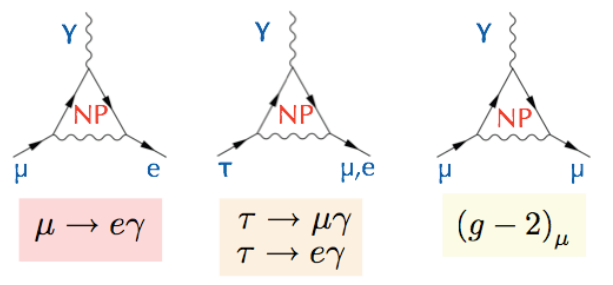 γ γ γ
NP NP NP
μ e τ μ,e μ μ
μ → eγ
τ → μγ
τ → eγ
(g − 2)μ